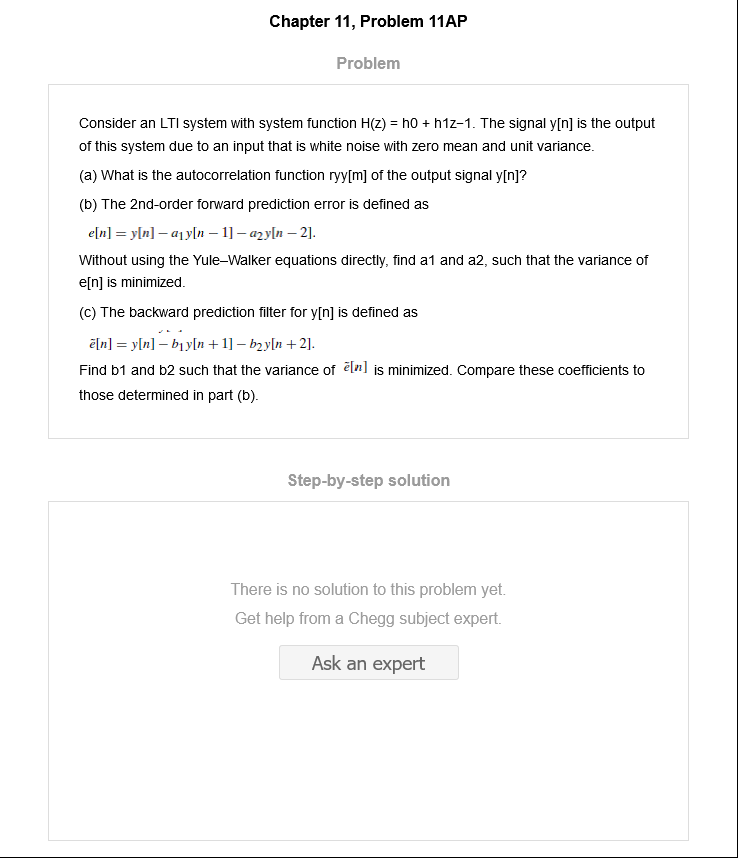 Chapter 11, Problem 11AP
Problem
Consider an LTI system with system function H(z) = h0 + h1z−1. The signal y[n] is the output
of this system due to an input that is white noise with zero mean and unit variance.
(a) What is the autocorrelation function ryy[m] of the output signal y[n]?
(b) The 2nd-order forward prediction error is defined as
e[n] = y[n] − a₁y[n − 1] − a₂y[n − 2].
Without using the Yule–Walker equations directly, find a1 and a2, such that the variance of
e[n] is minimized.
(c) The backward prediction filter for y[n] is defined as
ẽ[n] = y[n] − b₁y[n + 1] − b₂y[n + 2].
Find b1 and b2 such that the variance of ẽ[n] is minimized. Compare these coefficients to
those determined in part (b).
Step-by-step solution
There is no solution to this problem yet.
Get help from a Chegg subject expert.
Ask an expert